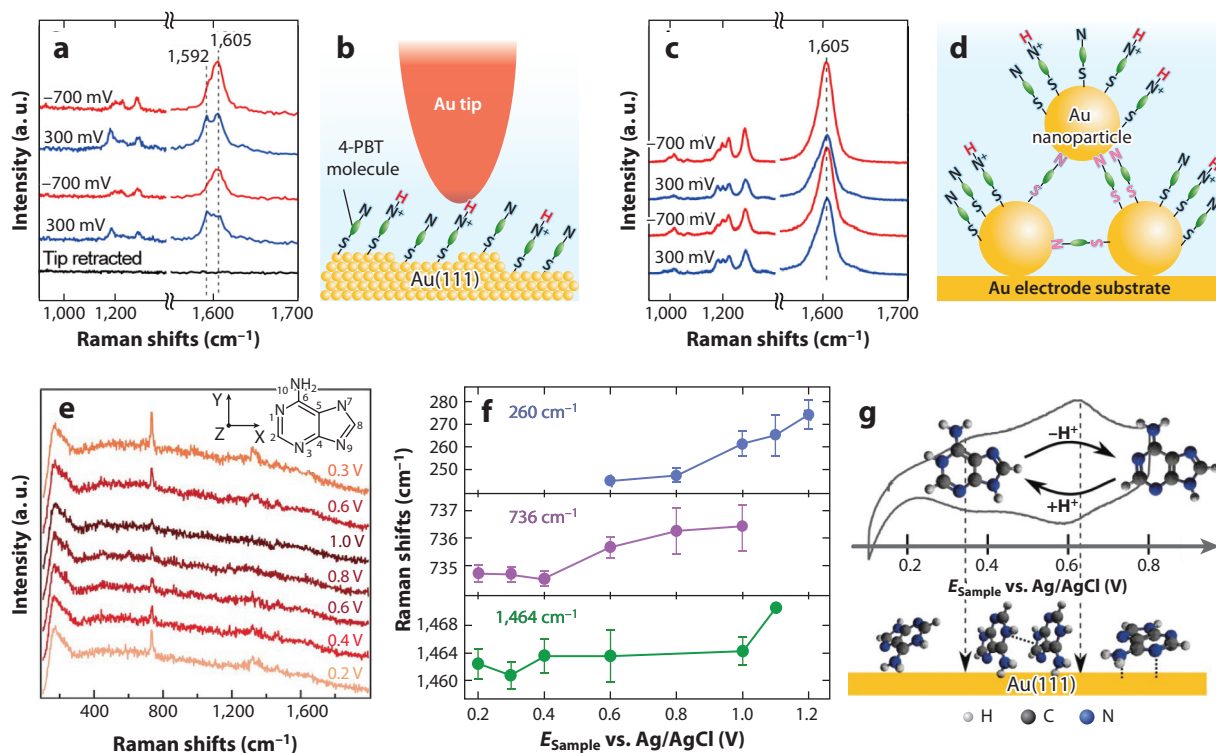 a
1,592
1,605
−700 mV
300 mV
−700 mV
300 mV
Tip retracted
Intensity (a. u.)
1,000
1,200
1,600
1,700
Raman shifts (cm−1)
b
Au tip
4-PBT
molecule
N
S
N+
H
Au(111)
c
1,605
−700 mV
300 mV
−700 mV
300 mV
Intensity (a. u.)
1,000
1,200
1,600
1,700
Raman shifts (cm−1)
d
Au
nanoparticle
N
S
N+
H
Au electrode substrate
e
Y
Z
X
10
NH2
6
1
N
5
N
7
2
8
N
3
4
N
9
0.3 V
0.6 V
1.0 V
0.8 V
0.6 V
0.4 V
0.2 V
Intensity (a. u.)
400
800
1,200
1,600
Raman shifts (cm−1)
f
260 cm−1
280
270
260
250
736 cm−1
737
736
735
1,464 cm−1
1,468
1,464
1,460
Raman shifts (cm−1)
0.2
0.4
0.6
0.8
1.0
1.2
ESample vs. Ag/AgCl (V)
g
−H+
+H+
0.2
0.4
0.6
0.8
ESample vs. Ag/AgCl (V)
Au(111)
H
C
N